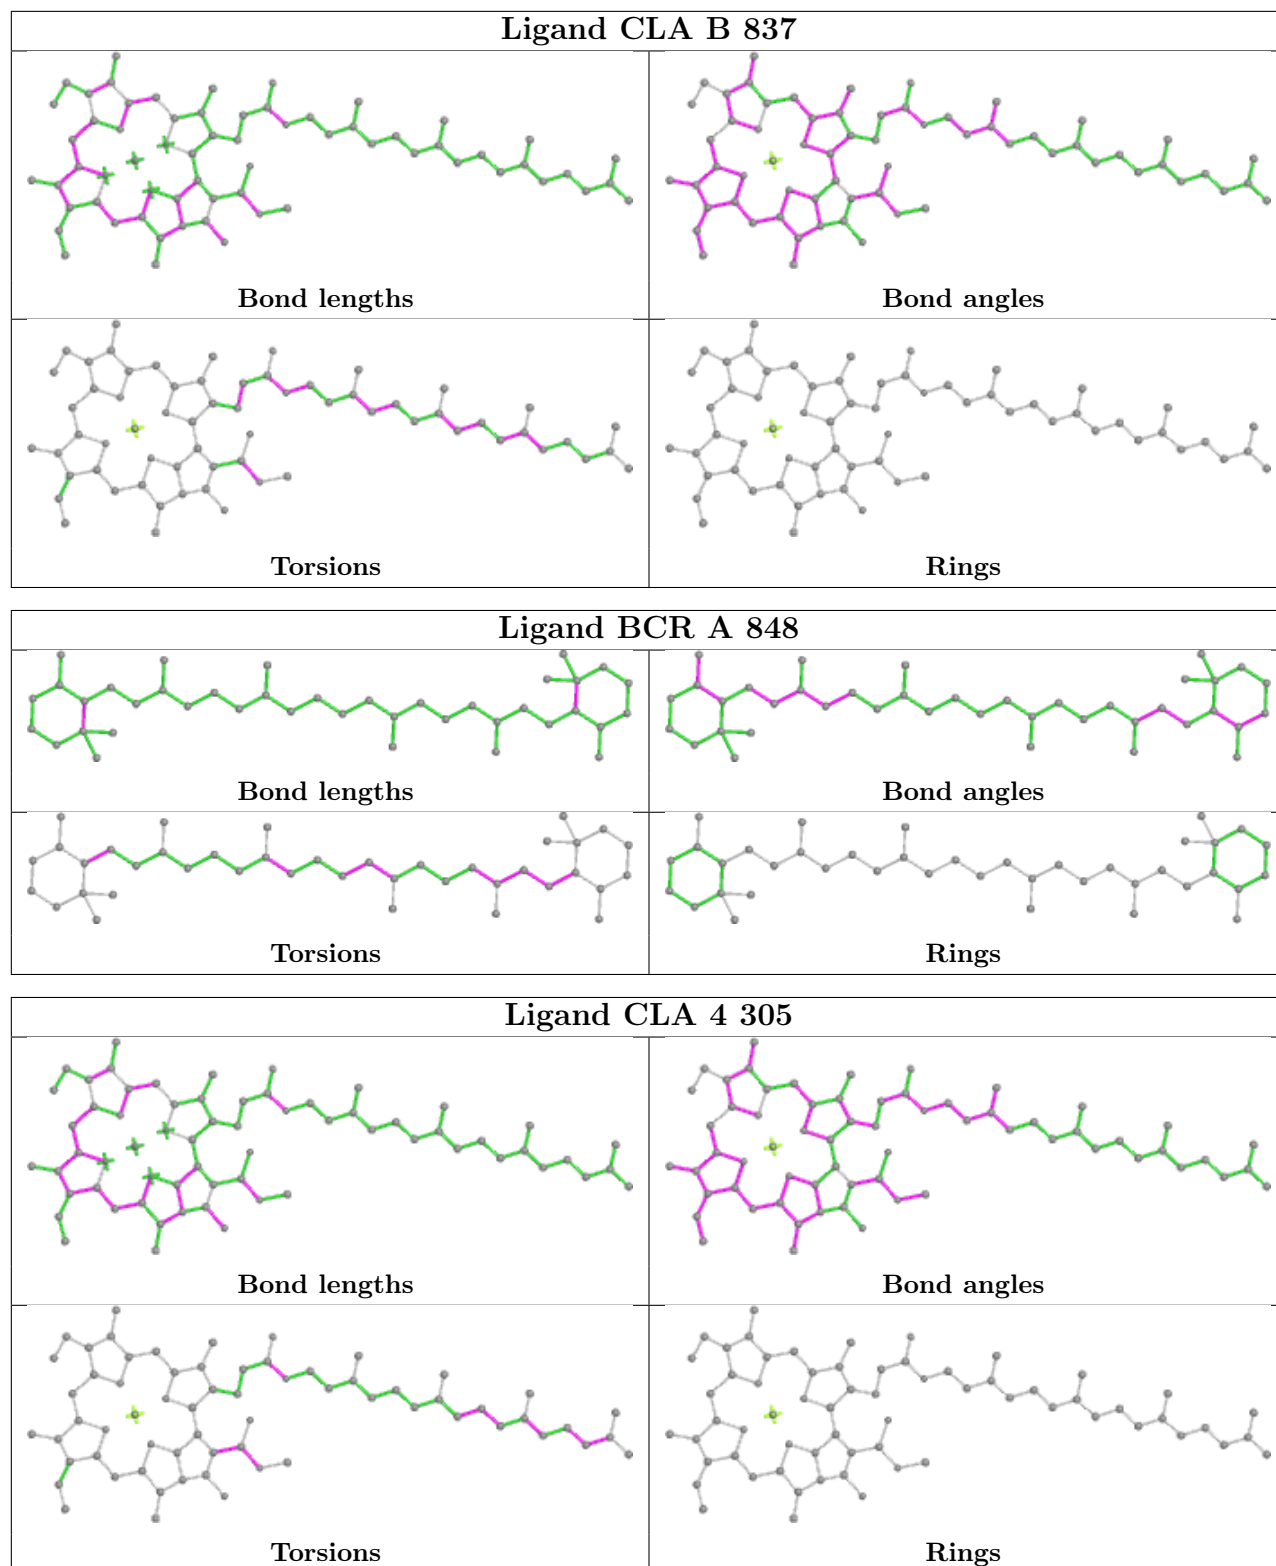 Ligand CLA B 837
Bond lengths
Bond angles
Torsions
Rings
Ligand BCR A 848
Bond lengths
Bond angles
Torsions
Rings
Ligand CLA 4 305
Bond lengths
Bond angles
Torsions
Rings